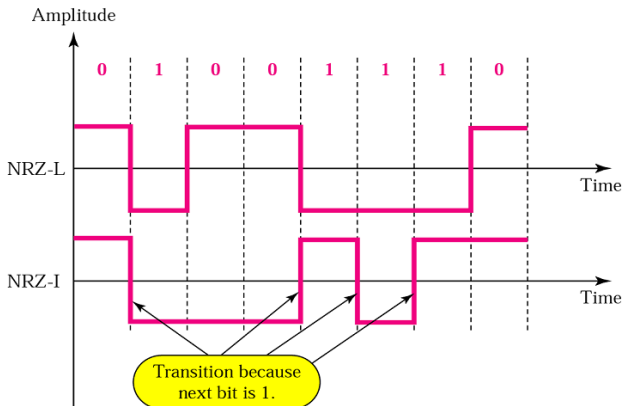 Amplitude
0 1 0 0 1 1 1 0
NRZ-L
Time
NRZ-I
Time
Transition because
next bit is 1.